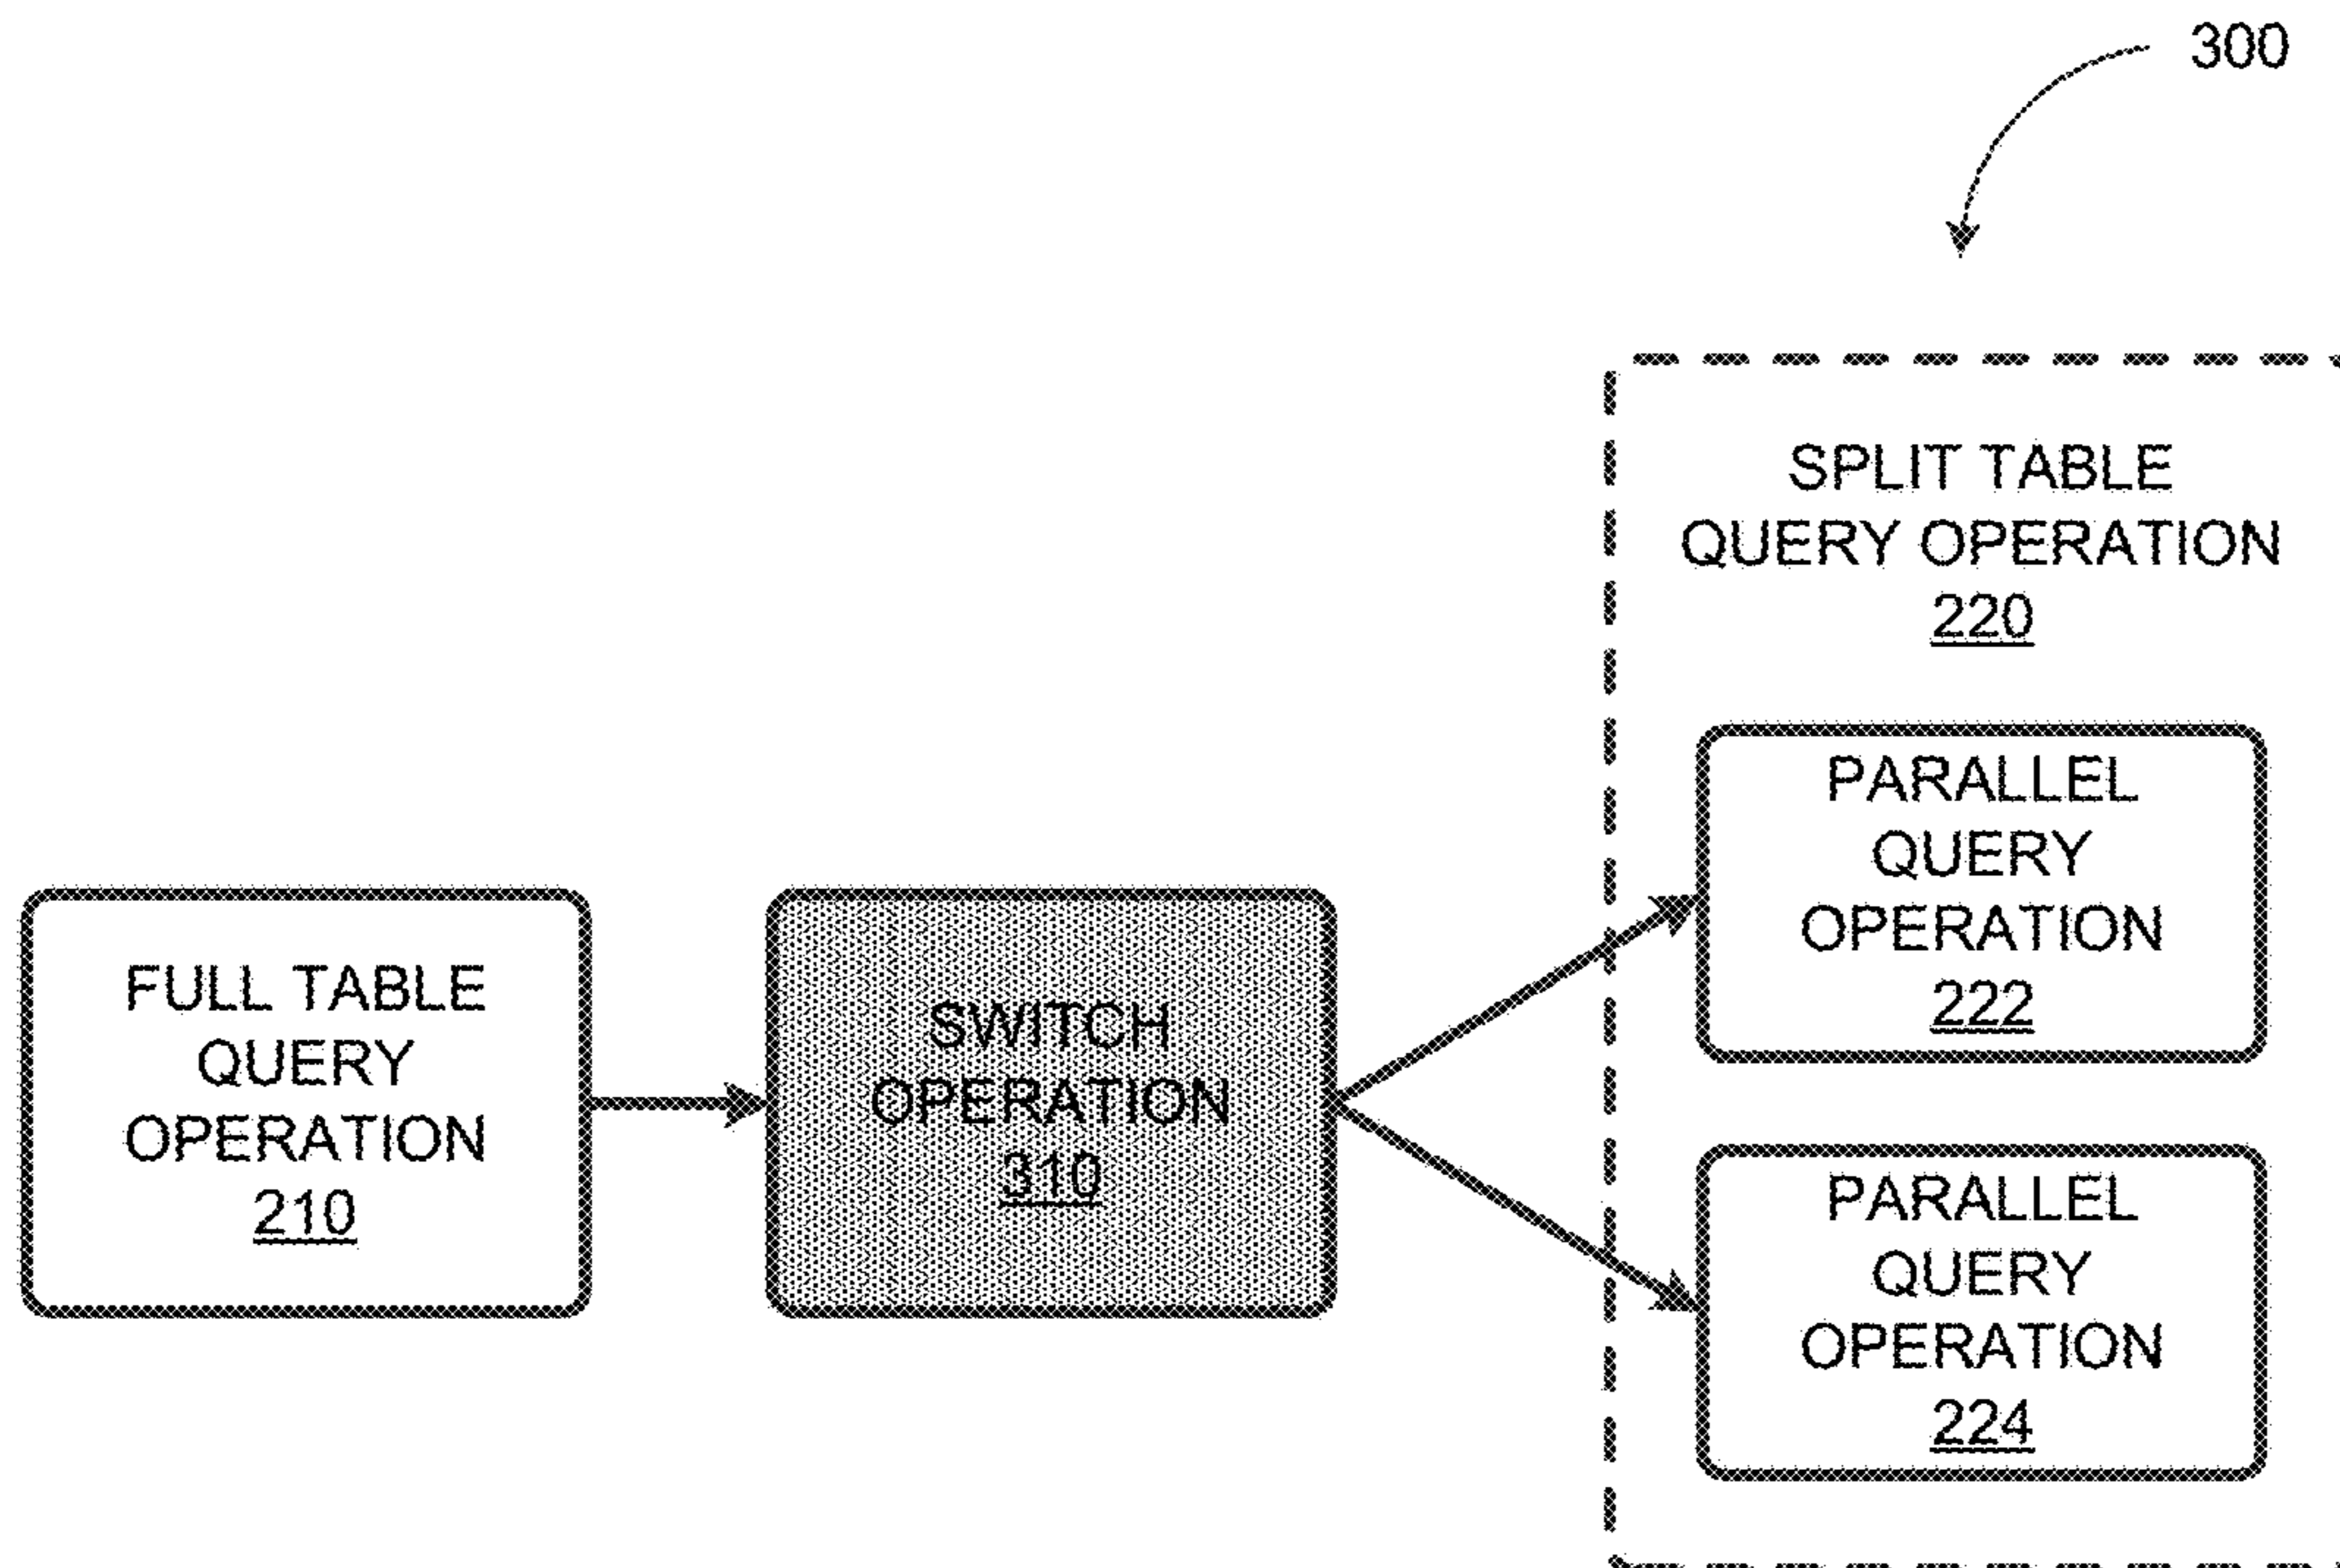 300
SPLIT TABLE
QUERY OPERATION
220
PARALLEL
QUERY
OPERATION
222
FULL TABLE
QUERY
OPERATION
210
SWITCH
OPERATION
310
PARALLEL
QUERY
OPERATION
224